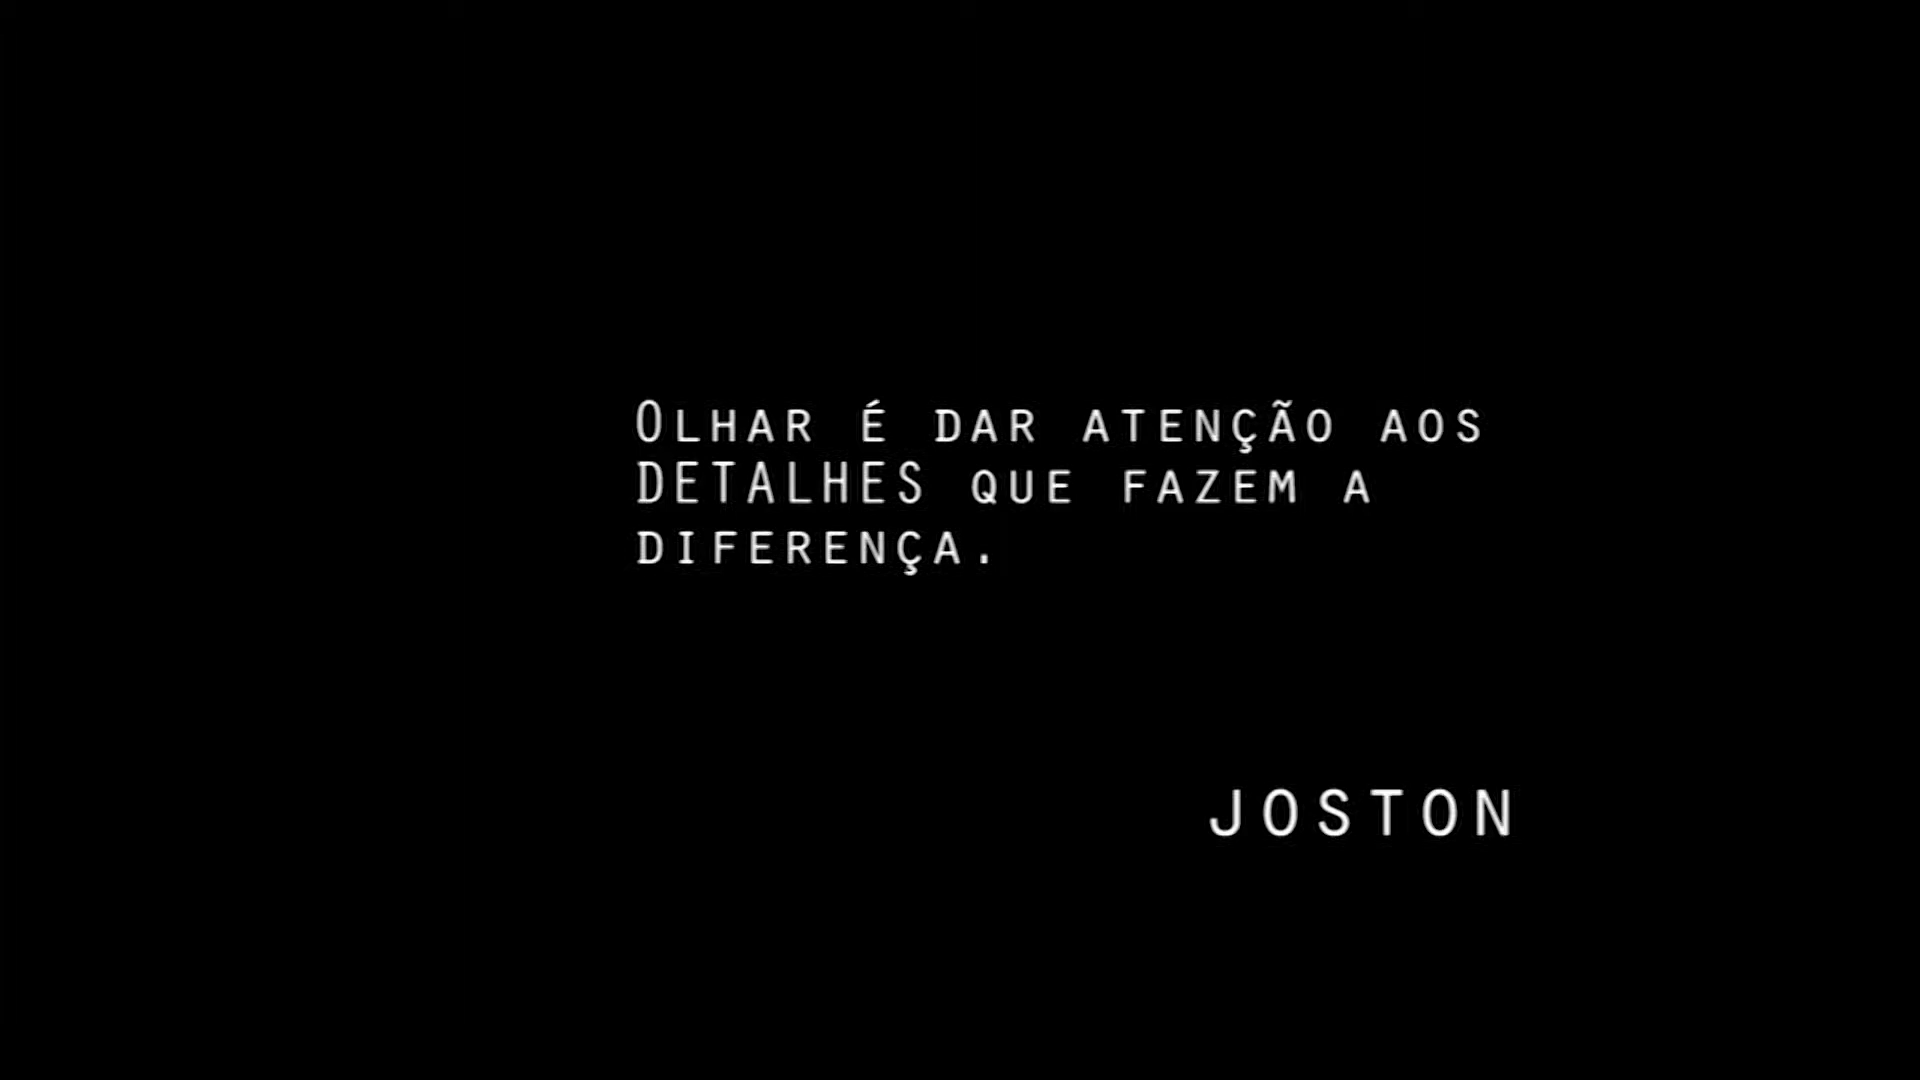 Olhar é dar atenção aos
DETALHES que fazem a
diferença.
JOSTON